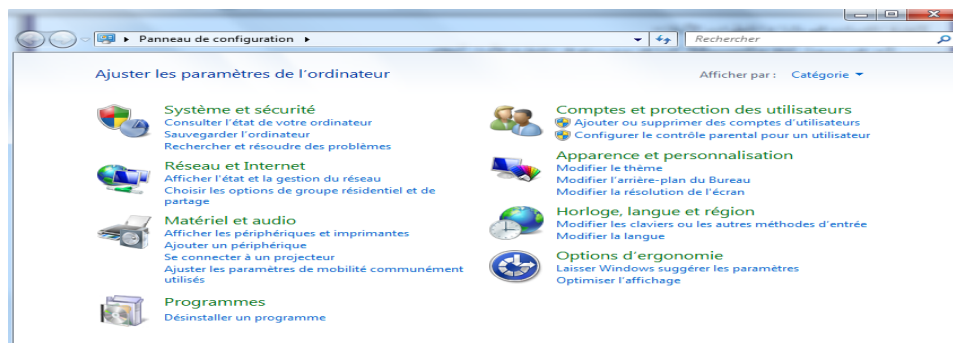 Panneau de configuration
Rechercher
Ajuster les paramètres de l'ordinateur
Afficher par : Catégorie
Système et sécurité
Consulter l'état de votre ordinateur
Sauvegarder l'ordinateur
Rechercher et résoudre des problèmes
Réseau et Internet
Afficher l'état et la gestion du réseau
Choisir les options de groupe résidentiel et de
partage
Matériel et audio
Afficher les périphériques et imprimantes
Ajouter un périphérique
Se connecter à un projecteur
Ajuster les paramètres de mobilité communément
utilisés
Programmes
Désinstaller un programme
Comptes et protection des utilisateurs
Ajouter ou supprimer des comptes d'utilisateurs
Configurer le contrôle parental pour un utilisateur
Apparence et personnalisation
Modifier le thème
Modifier l'arrière-plan du Bureau
Modifier la résolution de l'écran
Horloge, langue et région
Modifier les claviers ou les autres méthodes d'entrée
Modifier la langue
Options d'ergonomie
Laisser Windows suggérer les paramètres
Optimiser l'affichage